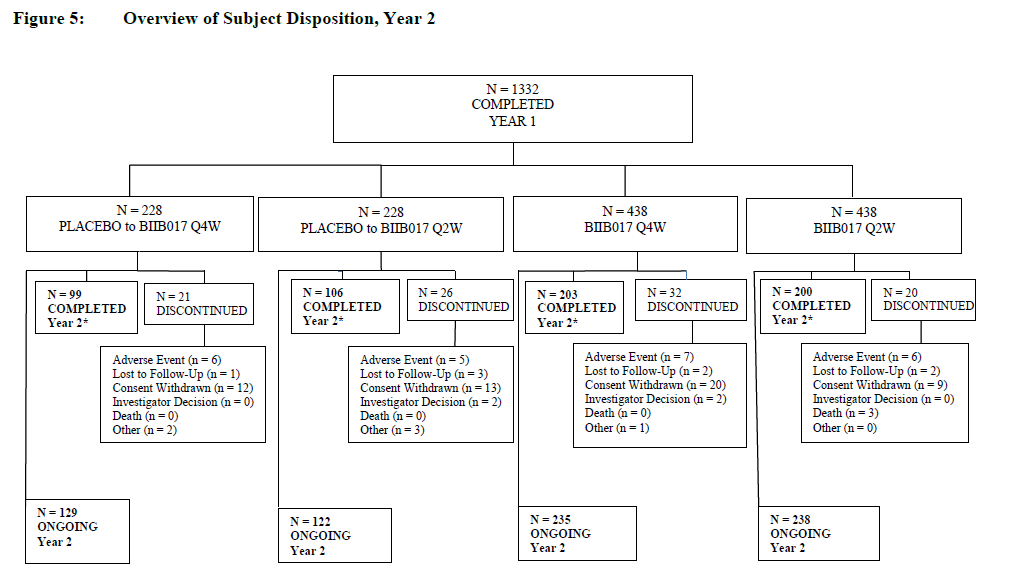 Figure 5: Overview of Subject Disposition, Year 2
N = 1332
COMPLETED
YEAR 1
N = 228
PLACEBO to BIIB017 Q4W
N = 228
PLACEBO to BIIB017 Q2W
N = 438
BIIB017 Q4W
N = 438
BIIB017 Q2W
N = 99
COMPLETED
Year 2*
N = 21
DISCONTINUED
N = 106
COMPLETED
Year 2*
N = 26
DISCONTINUED
N = 203
COMPLETED
Year 2*
N = 32
DISCONTINUED
N = 200
COMPLETED
Year 2*
N = 20
DISCONTINUED
Adverse Event (n = 6)
Lost to Follow-Up (n = 1)
Consent Withdrawn (n = 12)
Investigator Decision (n = 0)
Death (n = 0)
Other (n = 2)
Adverse Event (n = 5)
Lost to Follow-Up (n = 3)
Consent Withdrawn (n = 13)
Investigator Decision (n = 2)
Death (n = 0)
Other (n = 3)
Adverse Event (n = 7)
Lost to Follow-Up (n = 2)
Consent Withdrawn (n = 20)
Investigator Decision (n = 2)
Death (n = 0)
Other (n = 1)
Adverse Event (n = 6)
Lost to Follow-Up (n = 2)
Consent Withdrawn (n = 9)
Investigator Decision (n = 0)
Death (n = 3)
Other (n = 0)
N = 129
ONGOING
Year 2
N = 122
ONGOING
Year 2
N = 235
ONGOING
Year 2
N = 238
ONGOING
Year 2